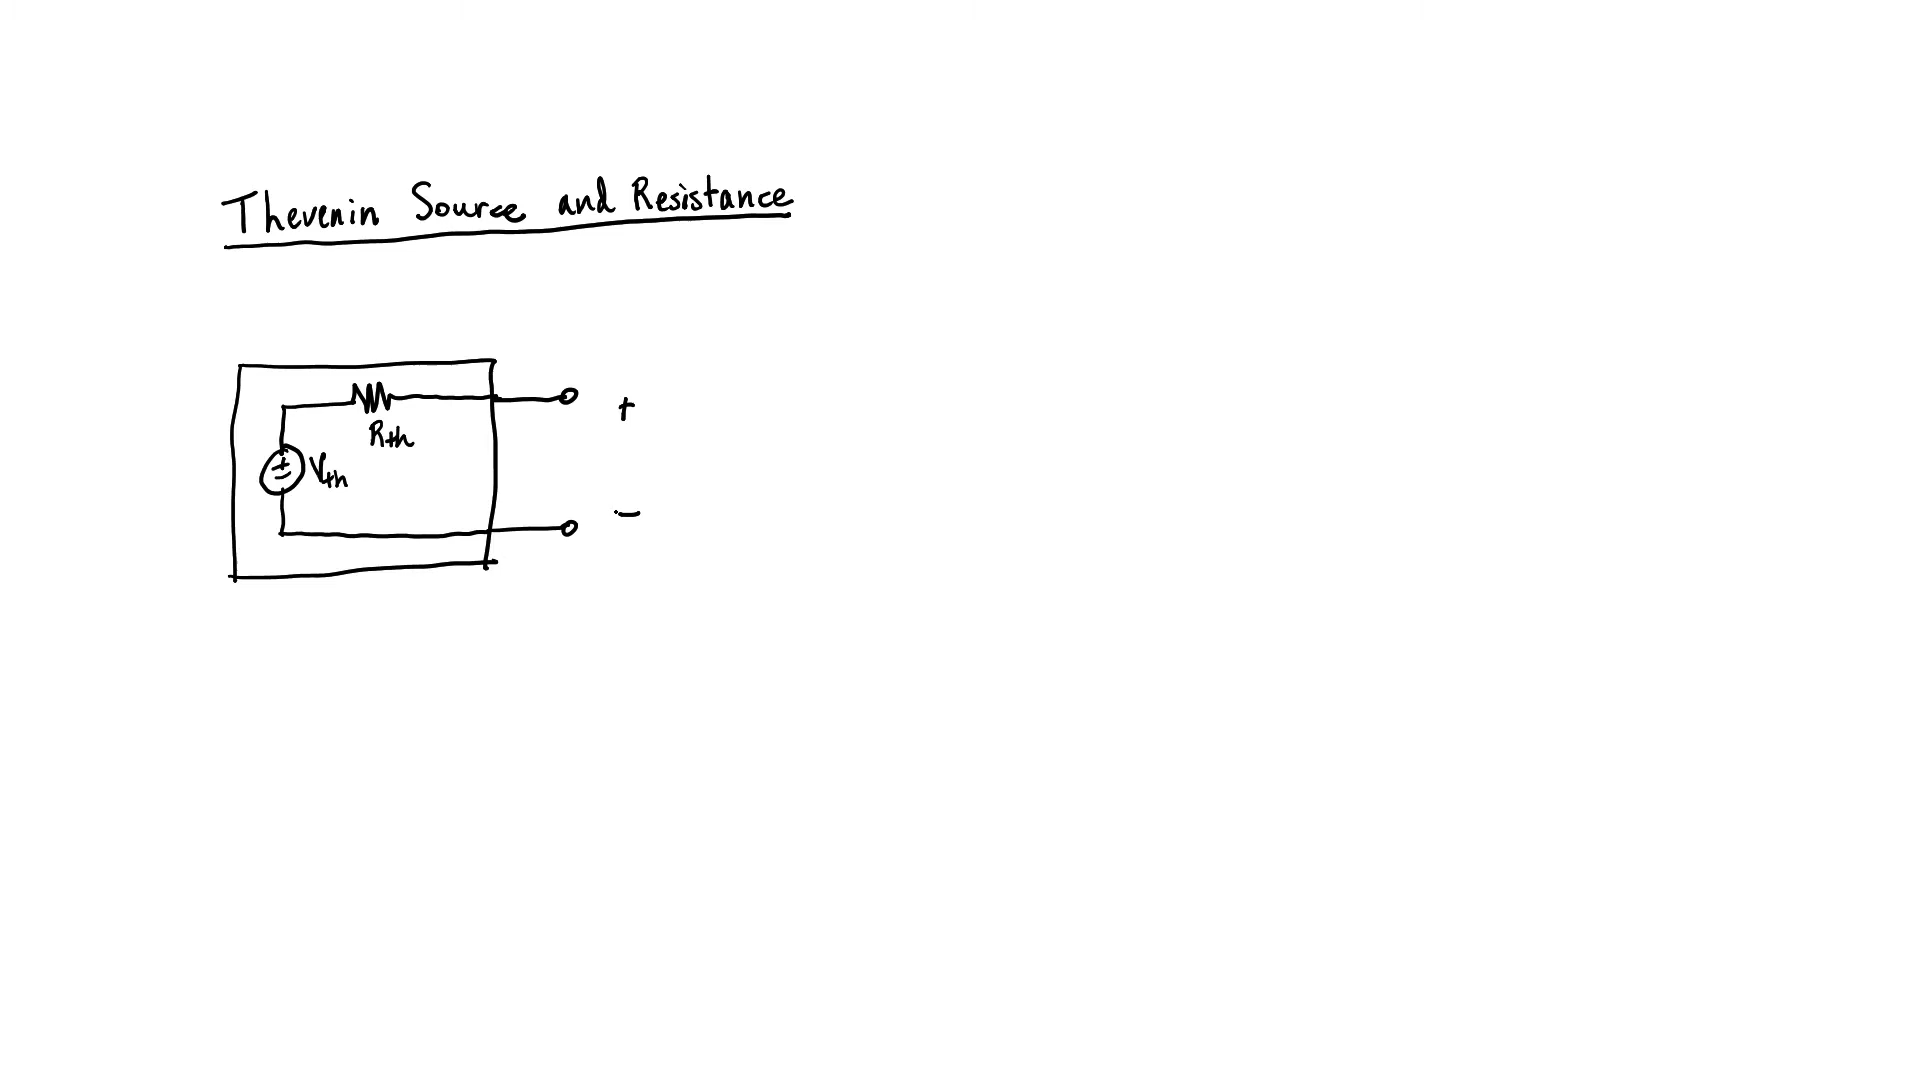 Thevenin Source and Resistance
+
Rth
+
-
Vth
-